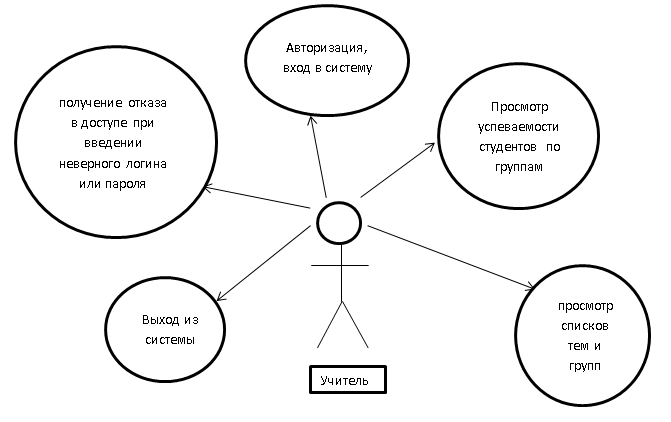 Авторизация,
вход в систему
получение отказа
в доступе при
введении
неверного логина
или пароля
Просмотр
успеваемости
студентов по
группам
Выход из
системы
просмотр
списков
тем и
групп
Учитель